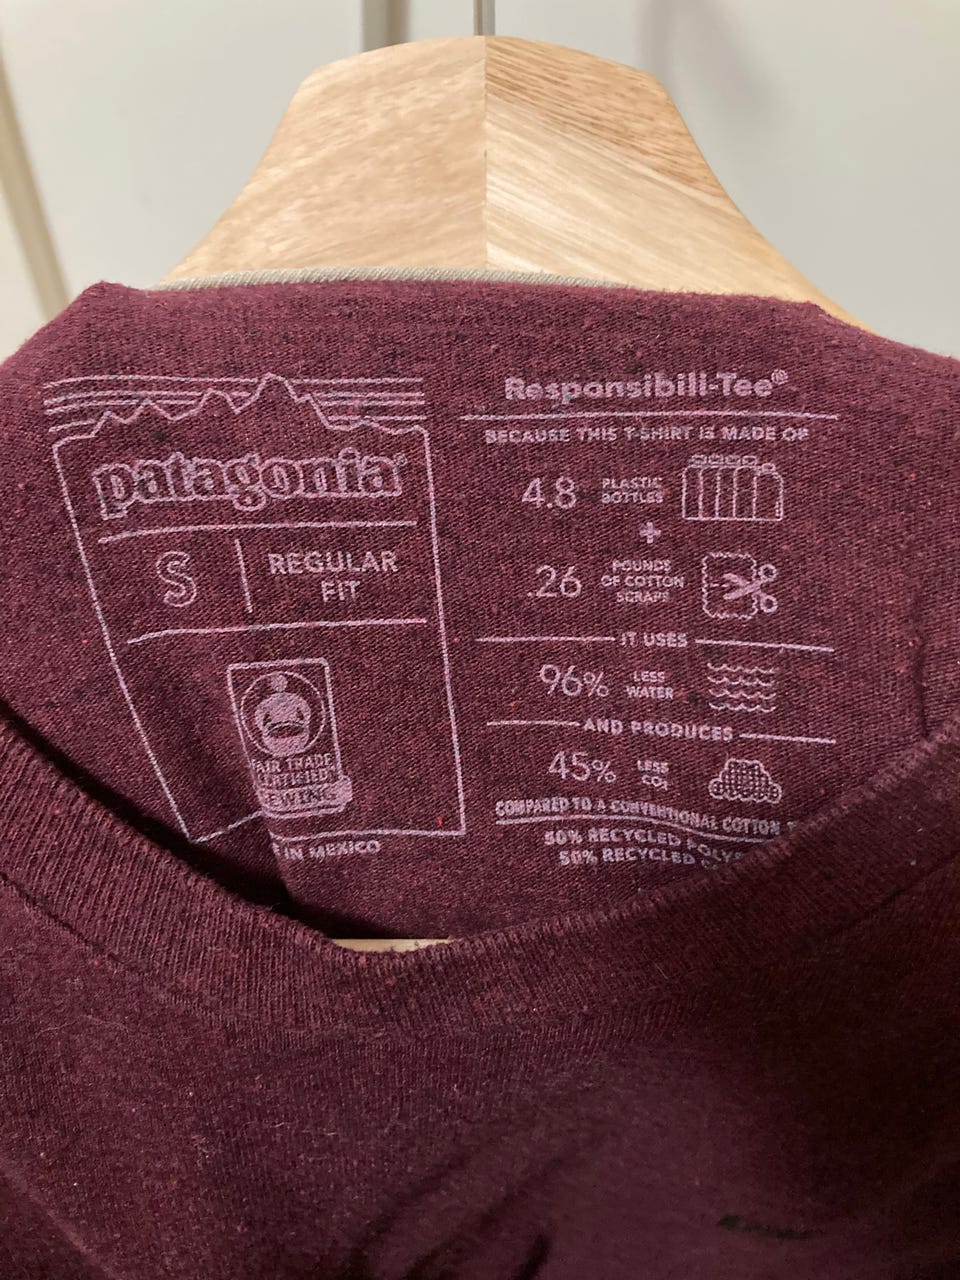 patagonia®
S
REGULAR
FIT
FAIR TRADE
CERTIFIED
IN MEXICO
Responsibili-Tee®
BECAUSE THIS T-SHIRT IS MADE OF
4.8 PLASTIC
BOTTLES
+
.26 POUNDS
OF COTTON
SCRAPS
IT USES
96% LESS
WATER
AND PRODUCES
45% LESS
CO₂
COMPARED TO A CONVENTIONAL COTTON
50% RECYCLED
50% RECYCLED